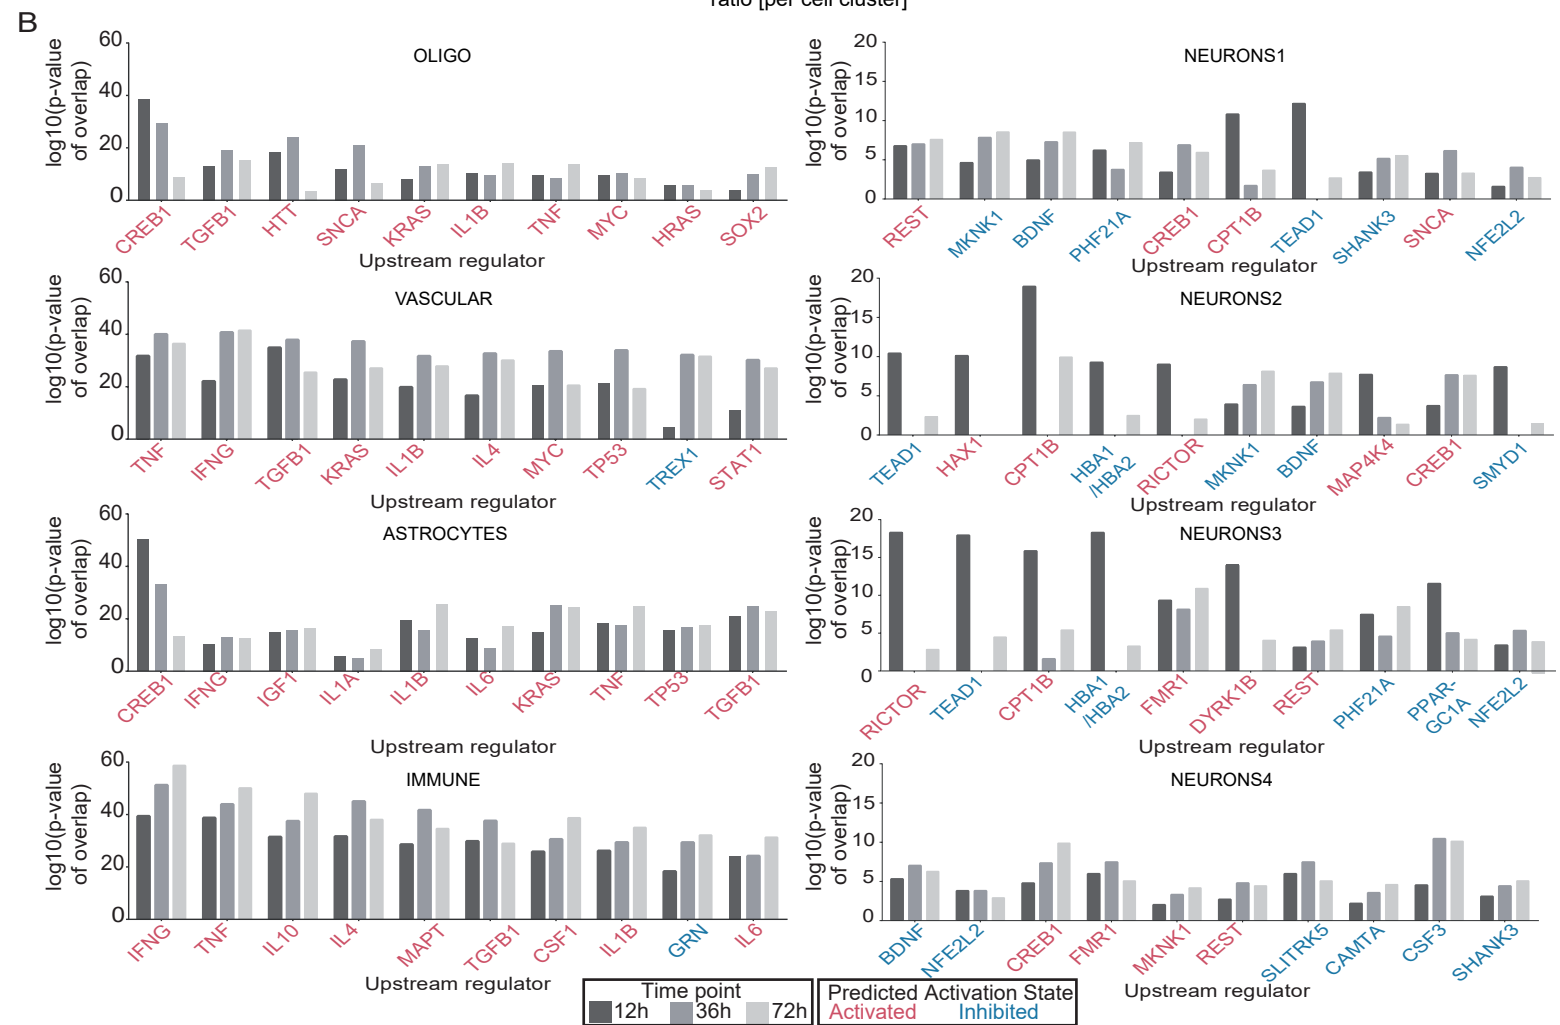 ratio [per cell cluster]
B
OLIGO
log10(p-value
of overlap)
60
40
20
0
CREB1
TGFB1
HTT
SNCA
KRAS
IL1B
TNF
MYC
HRAS
SOX2
Upstream regulator
NEURONS1
log10(p-value
of overlap)
20
15
10
5
0
REST
MKNK1
BDNF
PHF21A
CREB1
CPT1B
TEAD1
SHANK3
SNCA
NFE2L2
Upstream regulator
VASCULAR
log10(p-value
of overlap)
60
40
20
0
TNF
IFNG
TGFB1
KRAS
IL1B
IL4
MYC
TP53
TREX1
STAT1
Upstream regulator
NEURONS2
log10(p-value
of overlap)
20
15
10
5
0
TEAD1
HAX1
CPT1B
HBA1
/HBA2
RICTOR
MKNK1
BDNF
MAP4K4
CREB1
SMYD1
Upstream regulator
ASTROCYTES
log10(p-value
of overlap)
60
40
20
0
CREB1
IFNG
IGF1
IL1A
IL1B
IL6
KRAS
TNF
TP53
TGFB1
Upstream regulator
NEURONS3
log10(p-value
of overlap)
20
15
10
5
0
RICTOR
TEAD1
CPT1B
HBA1
/HBA2
FMR1
DYRK1B
REST
PHF21A
PPAR-
GC1A
NFE2L2
Upstream regulator
IMMUNE
log10(p-value
of overlap)
60
40
20
0
IFNG
TNF
IL10
IL4
MAPT
TGFB1
CSF1
IL1B
GRN
IL6
Upstream regulator
NEURONS4
log10(p-value
of overlap)
20
15
10
5
0
BDNF
NFE2L2
CREB1
FMR1
MKNK1
REST
SLITRK5
CAMTA
CSF3
SHANK3
Upstream regulator
Time point
12h 36h 72h
Predicted Activation State
Activated Inhibited